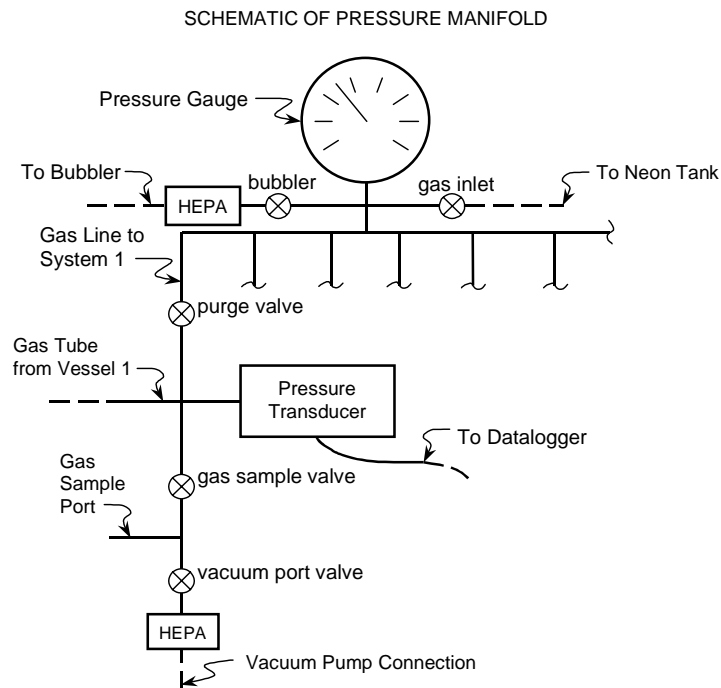 SCHEMATIC OF PRESSURE MANIFOLD
Pressure Gauge
To Bubbler
bubbler
gas inlet
To Neon Tank
HEPA
Gas Line to
System 1
purge valve
Gas Tube
from Vessel 1
Pressure
Transducer
To Datalogger
Gas
Sample
Port
gas sample valve
vacuum port valve
HEPA
Vacuum Pump Connection